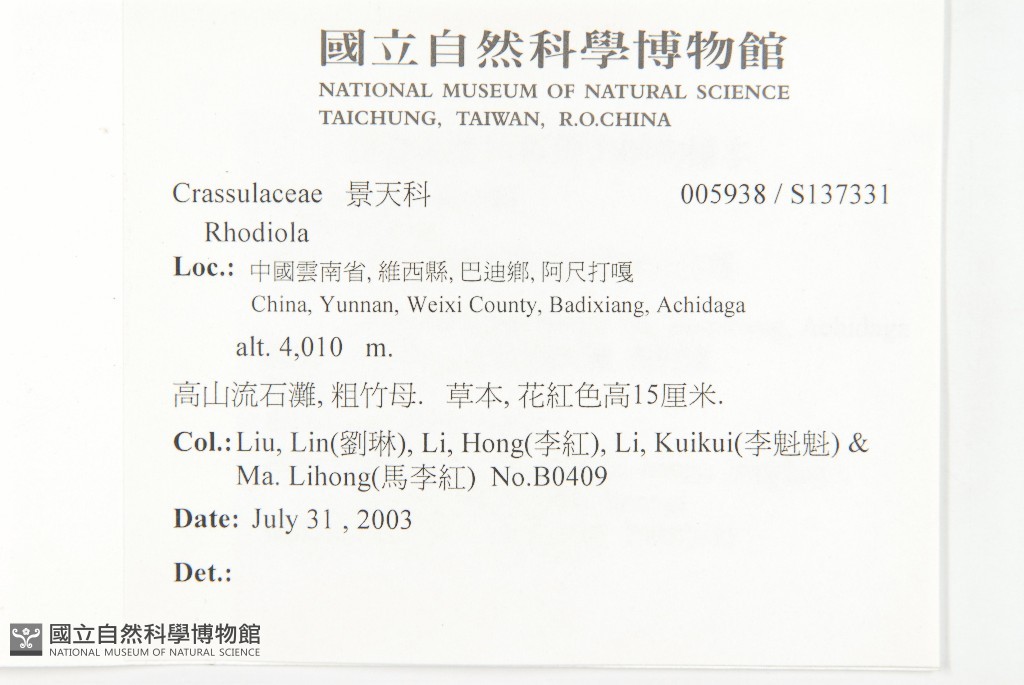 國立自然科學博物館
NATIONAL MUSEUM OF NATURAL SCIENCE
TAICHUNG, TAIWAN, R.O.CHINA
Crassulaceae 景天科 005938 / S137331
Rhodiola
Loc.: 中國雲南省, 維西縣, 巴迪鄉, 阿尺打嘎
China, Yunnan, Weixi County, Badixiang, Achidaga
alt. 4,010 m.
高山流石灘, 粗竹母. 草本, 花紅色高15厘米.
Col.: Liu, Lin(劉琳), Li, Hong(李紅), Li, Kuikui(李魁魁) &
Ma. Lihong(馬李紅) No.B0409
Date: July 31 , 2003
Det.:
國立自然科學博物館
NATIONAL MUSEUM OF NATURAL SCIENCE